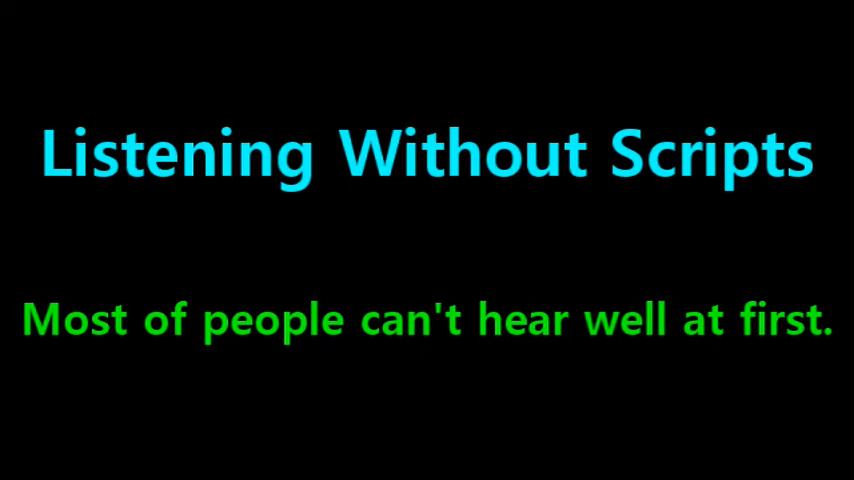 Listening Without Scripts
Most of people can't hear well at first.